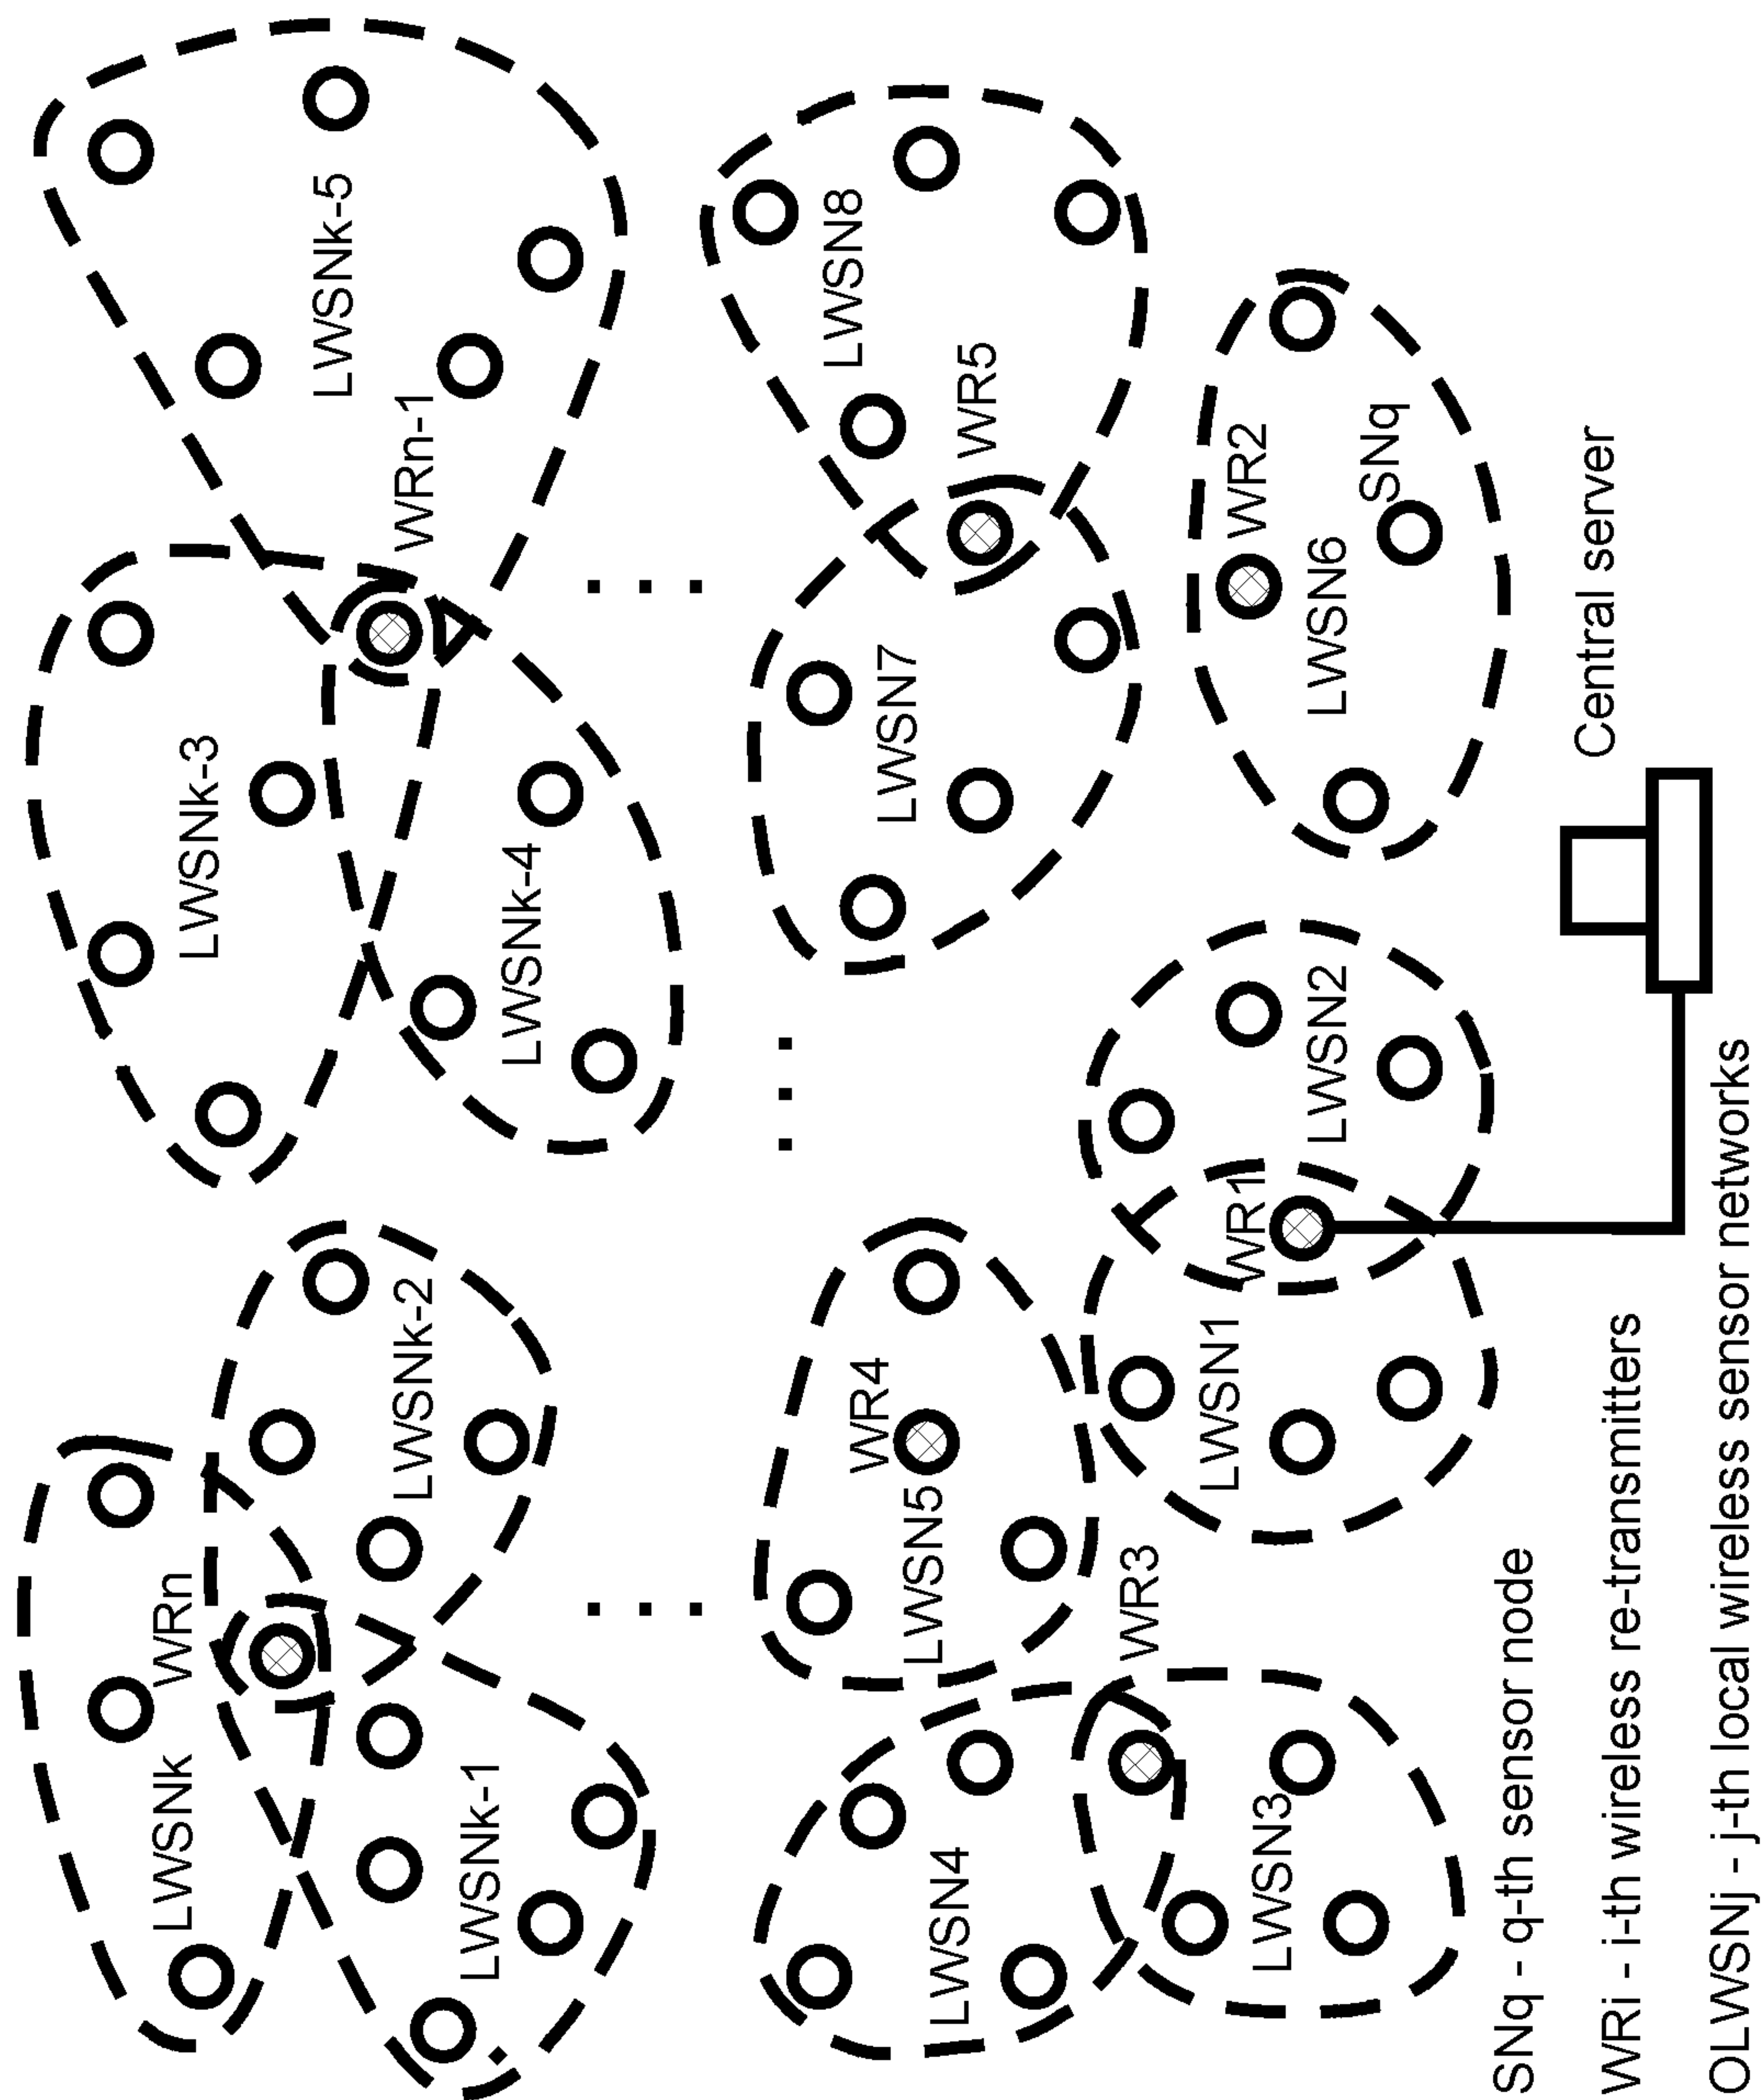 LWSNk
WRn
LWSNk-3
LWSNk-5
LWSNk-2
WRn-1
LWSNk-1
LWSNk-4
LWSN8
WR4
LWSN7
LWSN5
LWSN4
WR5
WR3
LWSN1
WR1
WR2
LWSN3
LWSN2
LWSN6
SNq
SNq - q-th sensor node
Central server
WRi - i-th wireless re-transmitters
OLWSNj - j-th local wireless sensor networks